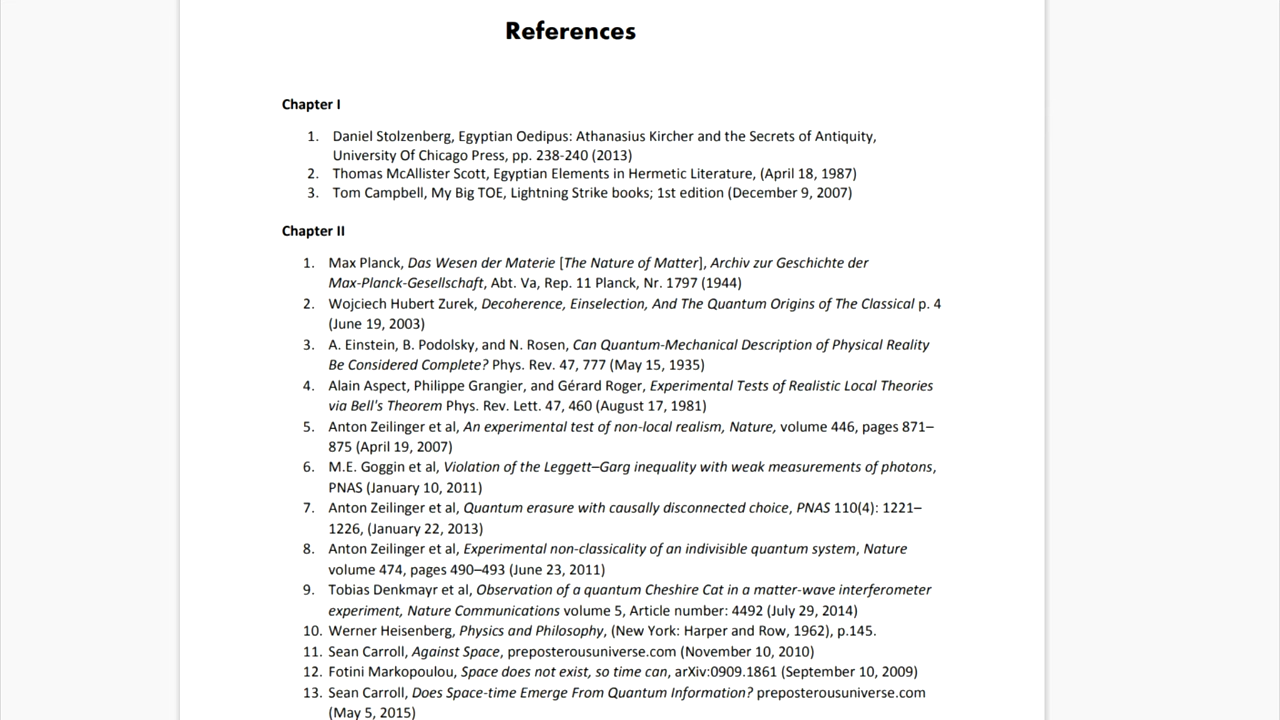 References
Chapter I
1. Daniel Stolzenberg, Egyptian Oedipus: Athanasius Kircher and the Secrets of Antiquity,
University Of Chicago Press, pp. 238-240 (2013)
2. Thomas McAllister Scott, Egyptian Elements in Hermetic Literature, (April 18, 1987)
3. Tom Campbell, My Big TOE, Lightning Strike books; 1st edition (December 9, 2007)
Chapter II
1. Max Planck, Das Wesen der Materie [The Nature of Matter], Archiv zur Geschichte der
Max-Planck-Gesellschaft, Abt. Va, Rep. 11 Planck, Nr. 1797 (1944)
2. Wojciech Hubert Zurek, Decoherence, Einselection, And The Quantum Origins of The Classical p. 4
(June 19, 2003)
3. A. Einstein, B. Podolsky, and N. Rosen, Can Quantum-Mechanical Description of Physical Reality
Be Considered Complete? Phys. Rev. 47, 777 (May 15, 1935)
4. Alain Aspect, Philippe Grangier, and Gérard Roger, Experimental Tests of Realistic Local Theories
via Bell's Theorem Phys. Rev. Lett. 47, 460 (August 17, 1981)
5. Anton Zeilinger et al, An experimental test of non-local realism, Nature, volume 446, pages 871–
875 (April 19, 2007)
6. M.E. Goggin et al, Violation of the Leggett–Garg inequality with weak measurements of photons,
PNAS (January 10, 2011)
7. Anton Zeilinger et al, Quantum erasure with causally disconnected choice, PNAS 110(4): 1221–
1226, (January 22, 2013)
8. Anton Zeilinger et al, Experimental non-classicality of an indivisible quantum system, Nature
volume 474, pages 490–493 (June 23, 2011)
9. Tobias Denkmayr et al, Observation of a quantum Cheshire Cat in a matter-wave interferometer
experiment, Nature Communications volume 5, Article number: 4492 (July 29, 2014)
10. Werner Heisenberg, Physics and Philosophy, (New York: Harper and Row, 1962), p.145.
11. Sean Carroll, Against Space, preposterousuniverse.com (November 10, 2010)
12. Fotini Markopoulou, Space does not exist, so time can, arXiv:0909.1861 (September 10, 2009)
13. Sean Carroll, Does Space-time Emerge From Quantum Information? preposterousuniverse.com
(May 5, 2015)